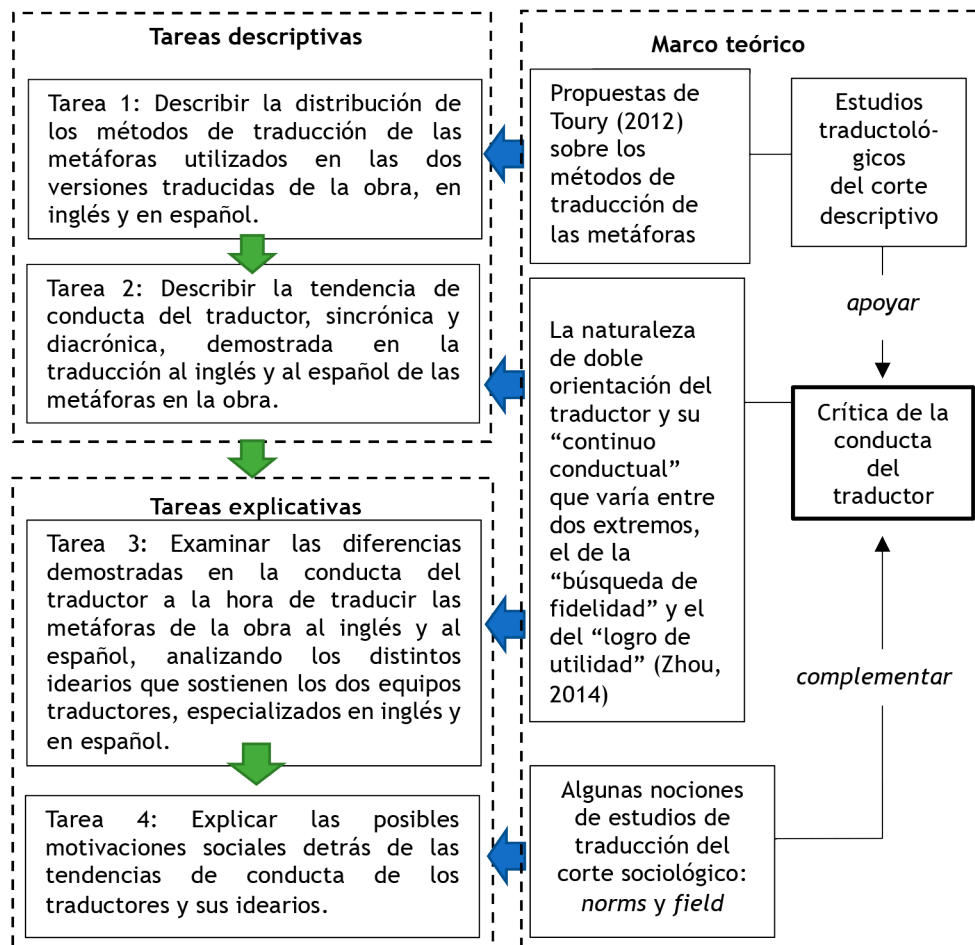 Tareas descriptivas
Tarea 1: Describir la distribución de
los métodos de traducción de las
metáforas utilizados en las dos
versiones traducidas de la obra, en
inglés y en español.
Tarea 2: Describir la tendencia de
conducta del traductor, sincrónica y
diacrónica, demostrada en la
traducción al inglés y al español de las
metáforas en la obra.
Tareas explicativas
Tarea 3: Examinar las diferencias
demostradas en la conducta del
traductor a la hora de traducir las
metáforas de la obra al inglés y al
español, analizando los distintos
idearios que sostienen los dos equipos
traductores, especializados en inglés y
en español.
Tarea 4: Explicar las posibles
motivaciones sociales detrás de las
tendencias de conducta de los
traductores y sus idearios.
Marco teórico
Propuestas de
Toury (2012)
sobre los
métodos de
traducción de
las metáforas
Estudios
traductoló-
gicos
del corte
descriptivo
apoyar
La naturaleza
de doble
orientación del
traductor y su
“continuo
conductual”
que varía entre
dos extremos,
el de la
“búsqueda de
fidelidad” y el
del “logro de
utilidad” (Zhou,
2014)
Crítica de la
conducta
del
traductor
complementar
Algunas nociones
de estudios de
traducción del
corte sociológico:
norms y field